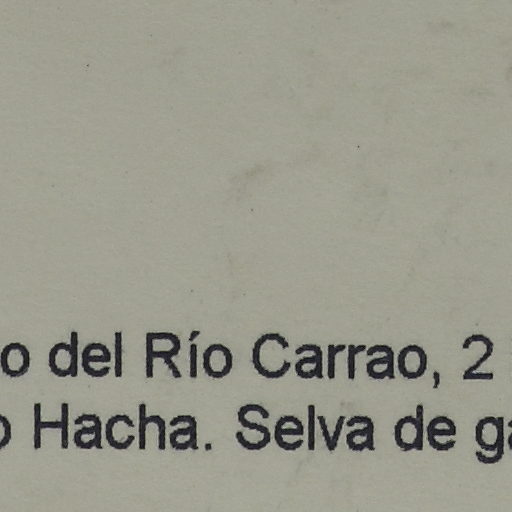 o del Río Carrao, 2
o Hacha. Selva de ga